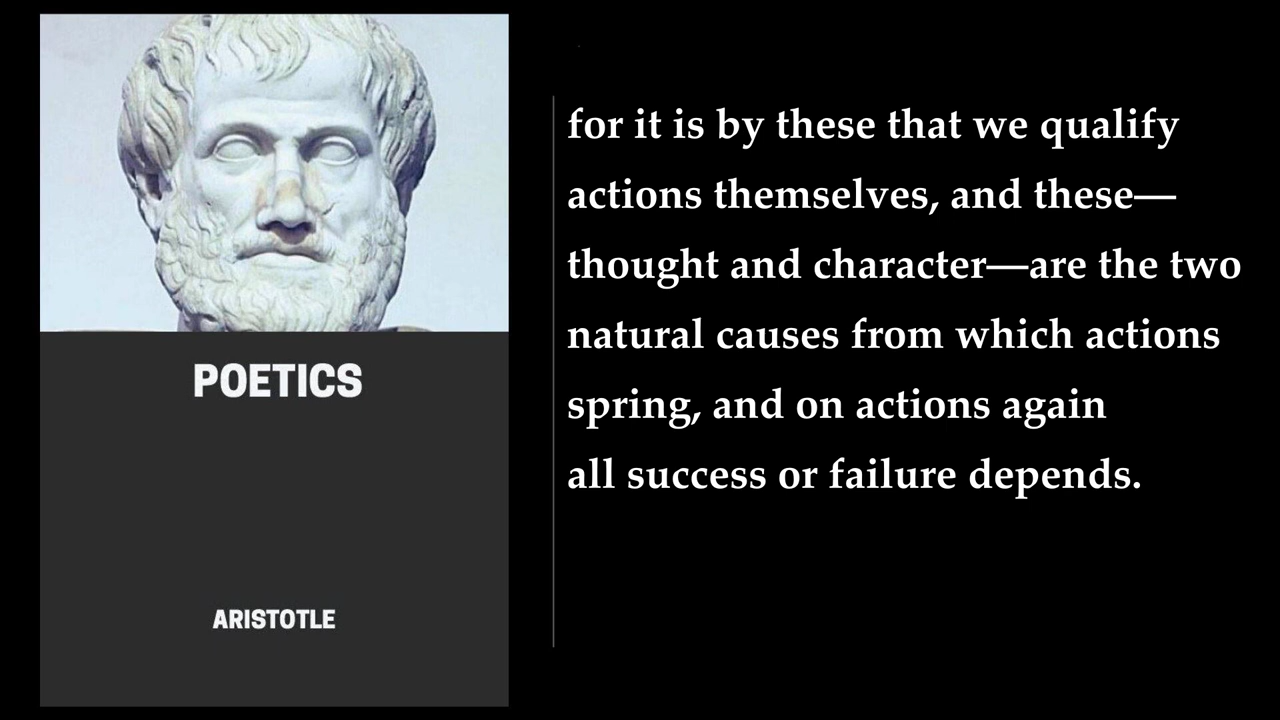 POETICS
ARISTOTLE
for it is by these that we qualify
actions themselves, and these—
thought and character—are the two
natural causes from which actions
spring, and on actions again
all success or failure depends.